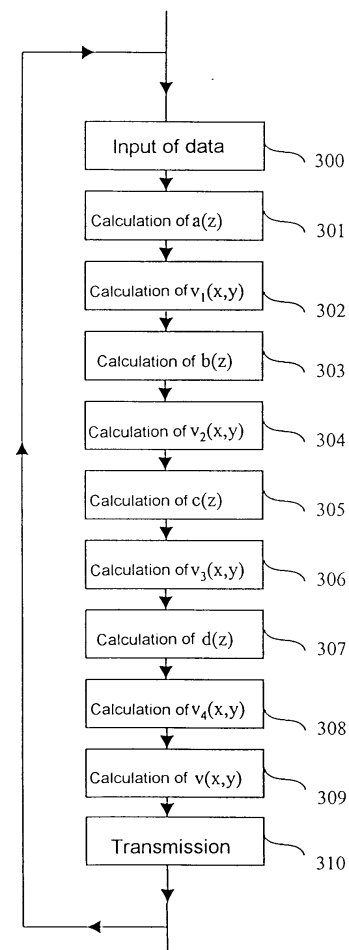 Input of data 300
Calculation of a(z) 301
Calculation of v₁(x,y) 302
Calculation of b(z) 303
Calculation of v₂(x,y) 304
Calculation of c(z) 305
Calculation of v₃(x,y) 306
Calculation of d(z) 307
Calculation of v₄(x,y) 308
Calculation of v(x,y) 309
Transmission 310